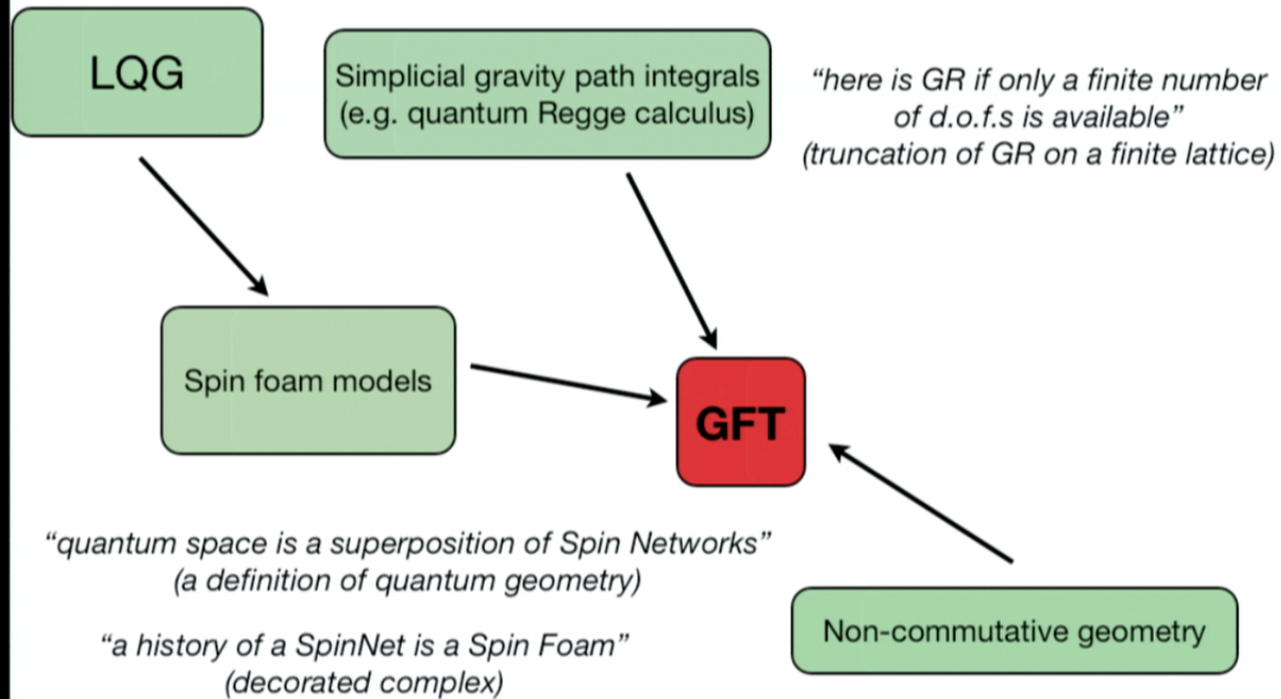 LQG
Simplicial gravity path integrals
(e.g. quantum Regge calculus)
“here is GR if only a finite number
of d.o.f.s is available”
(truncation of GR on a finite lattice)
Spin foam models
GFT
“quantum space is a superposition of Spin Networks”
(a definition of quantum geometry)
“a history of a SpinNet is a Spin Foam”
(decorated complex)
Non-commutative geometry